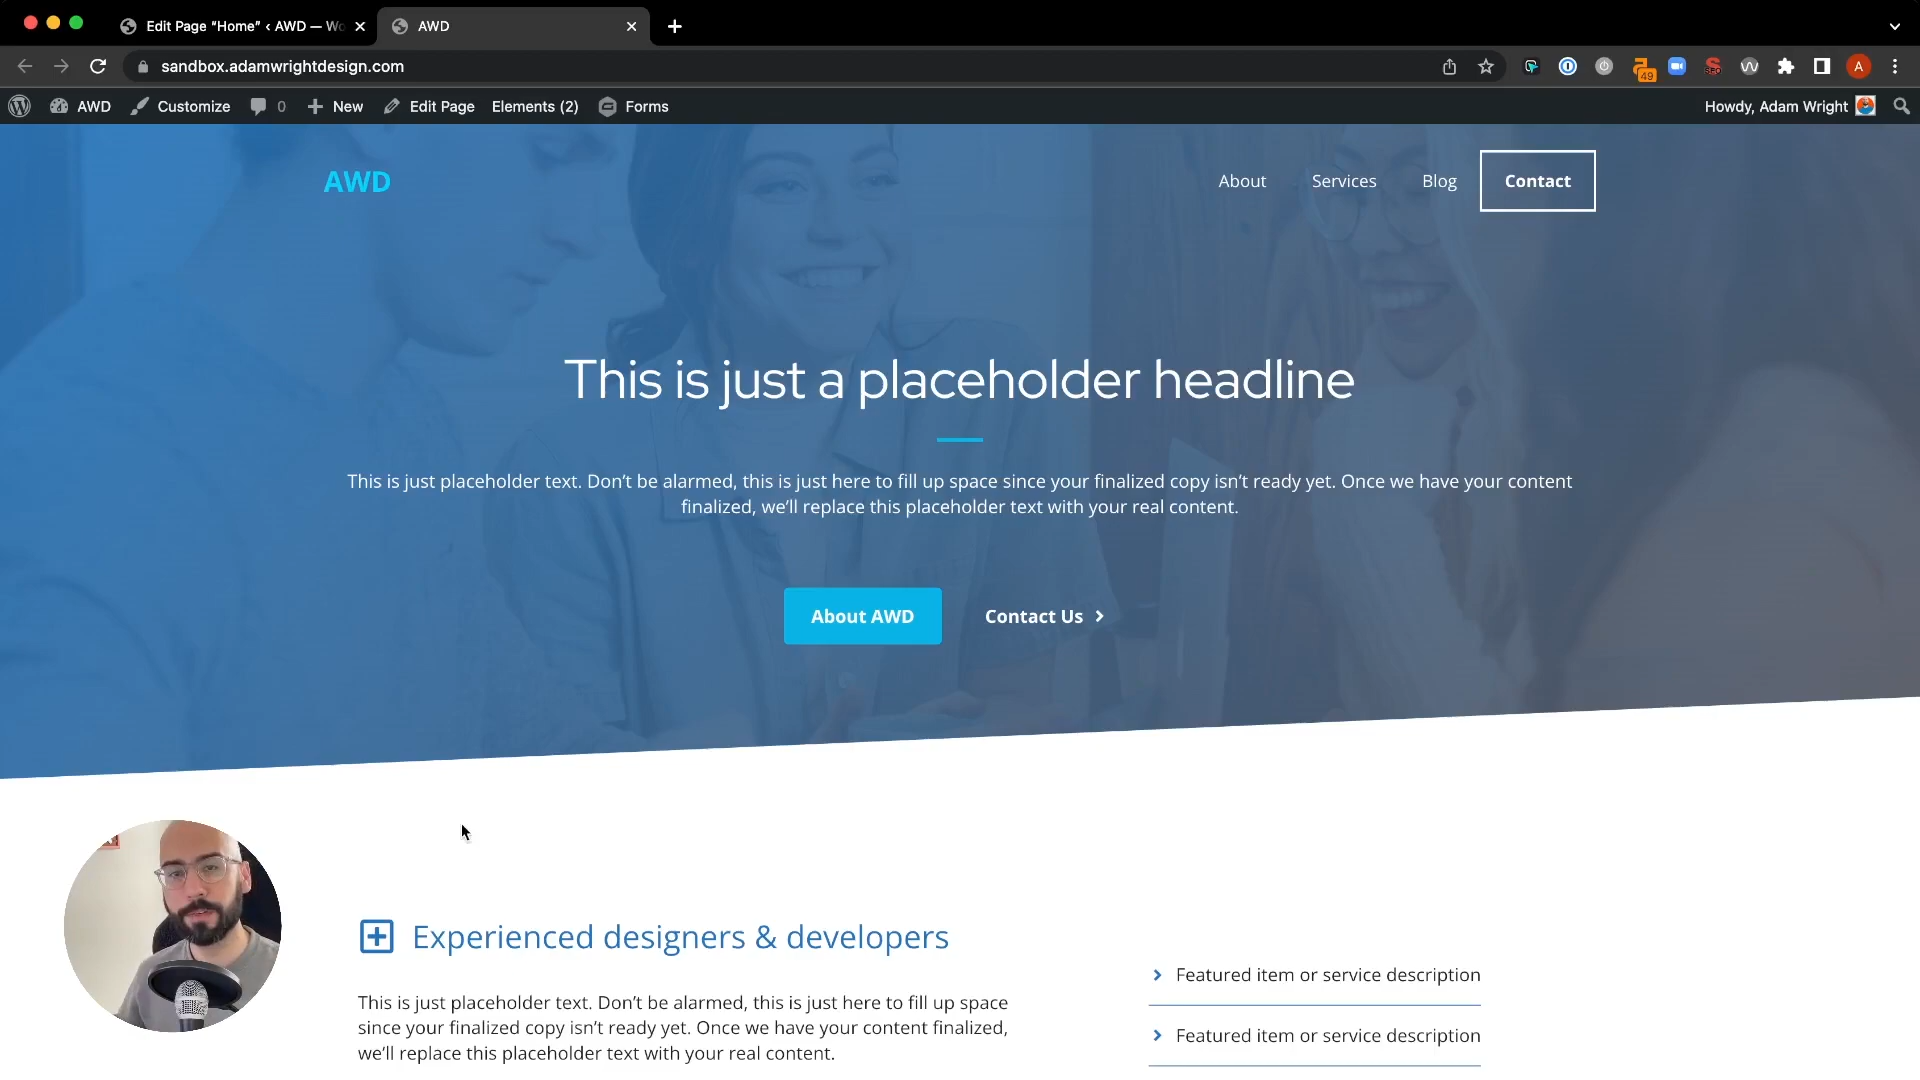 Edit Page “Home” ‹ AWD — Wo
AWD
sandbox.adamwrightdesign.com
49
SEO
A
AWD
Customize
0
New
Edit Page
Elements (2)
Forms
Howdy, Adam Wright
AWD
About
Services
Blog
Contact
This is just a placeholder headline
This is just placeholder text. Don’t be alarmed, this is just here to fill up space since your finalized copy isn’t ready yet. Once we have your content
finalized, we’ll replace this placeholder text with your real content.
About AWD
Contact Us
Experienced designers & developers
This is just placeholder text. Don’t be alarmed, this is just here to fill up space
since your finalized copy isn’t ready yet. Once we have your content finalized,
we’ll replace this placeholder text with your real content.
Featured item or service description
Featured item or service description